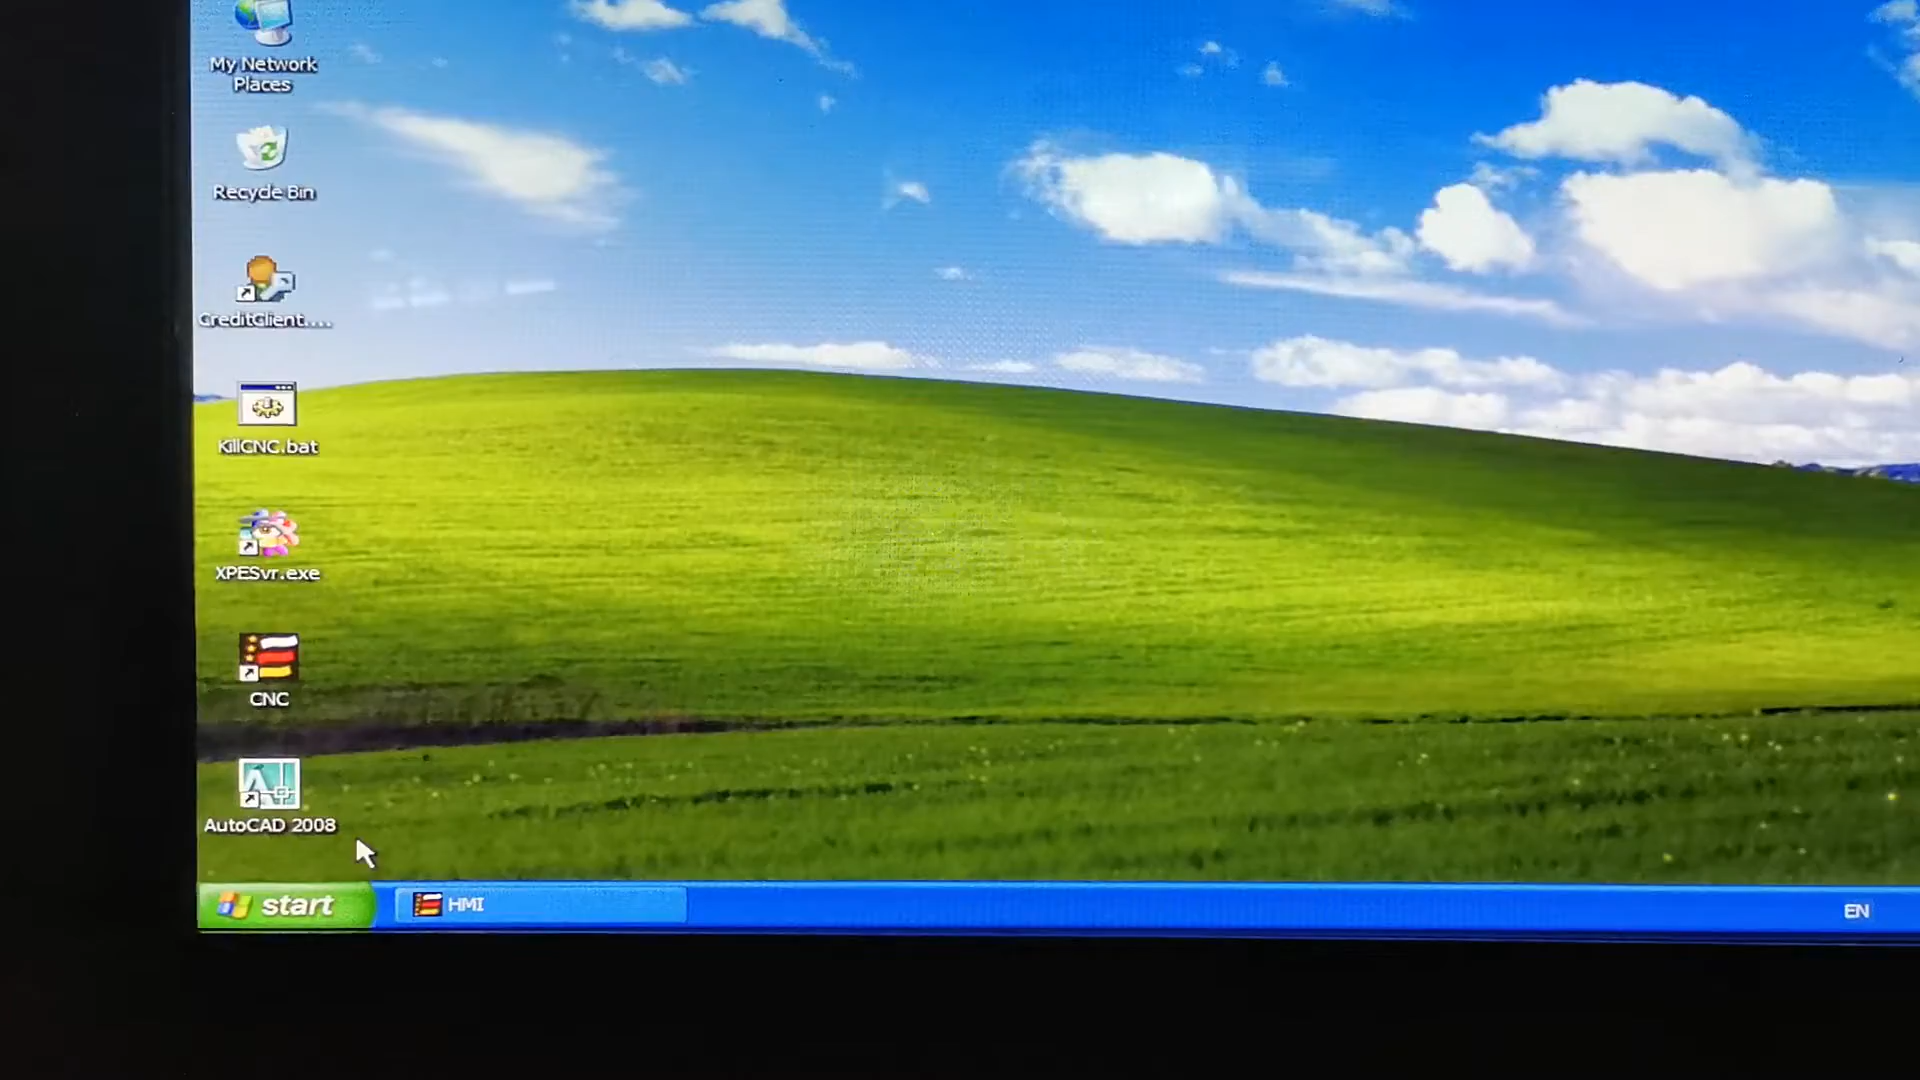 My Network
Places
Recycle Bin
CreditClient....
KillCNC.bat
XPESvr.exe
CNC
AutoCAD 2008
start
HMI
EN